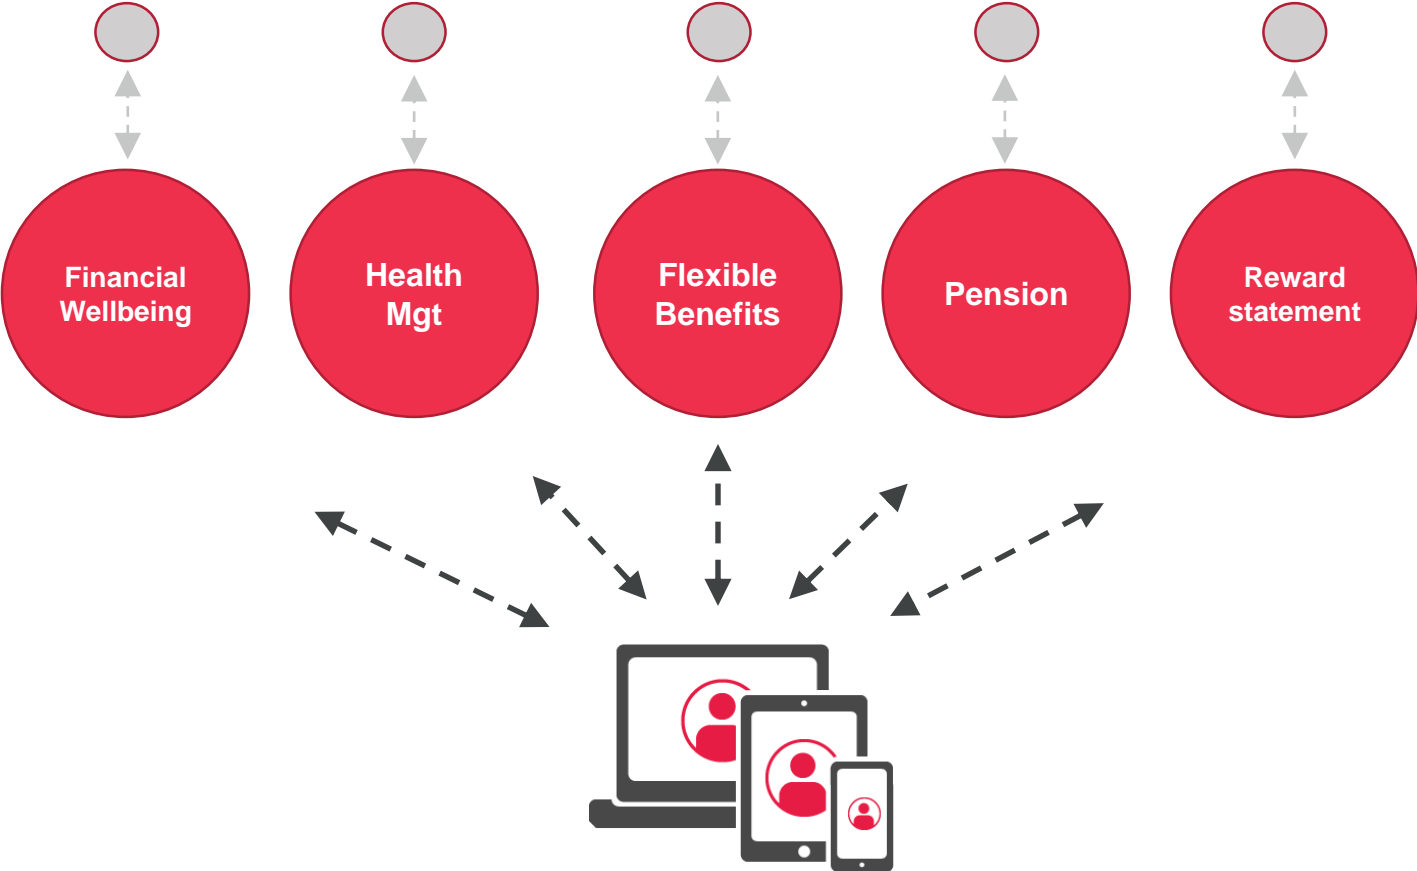 Financial
Wellbeing
Health
Mgt
Flexible
Benefits
Pension
Reward
statement